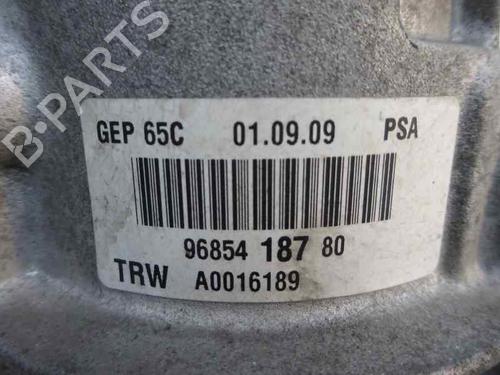 B-PARTS
GEP 65C 01.09.09 PSA
96854 187 80
TRW A0016189